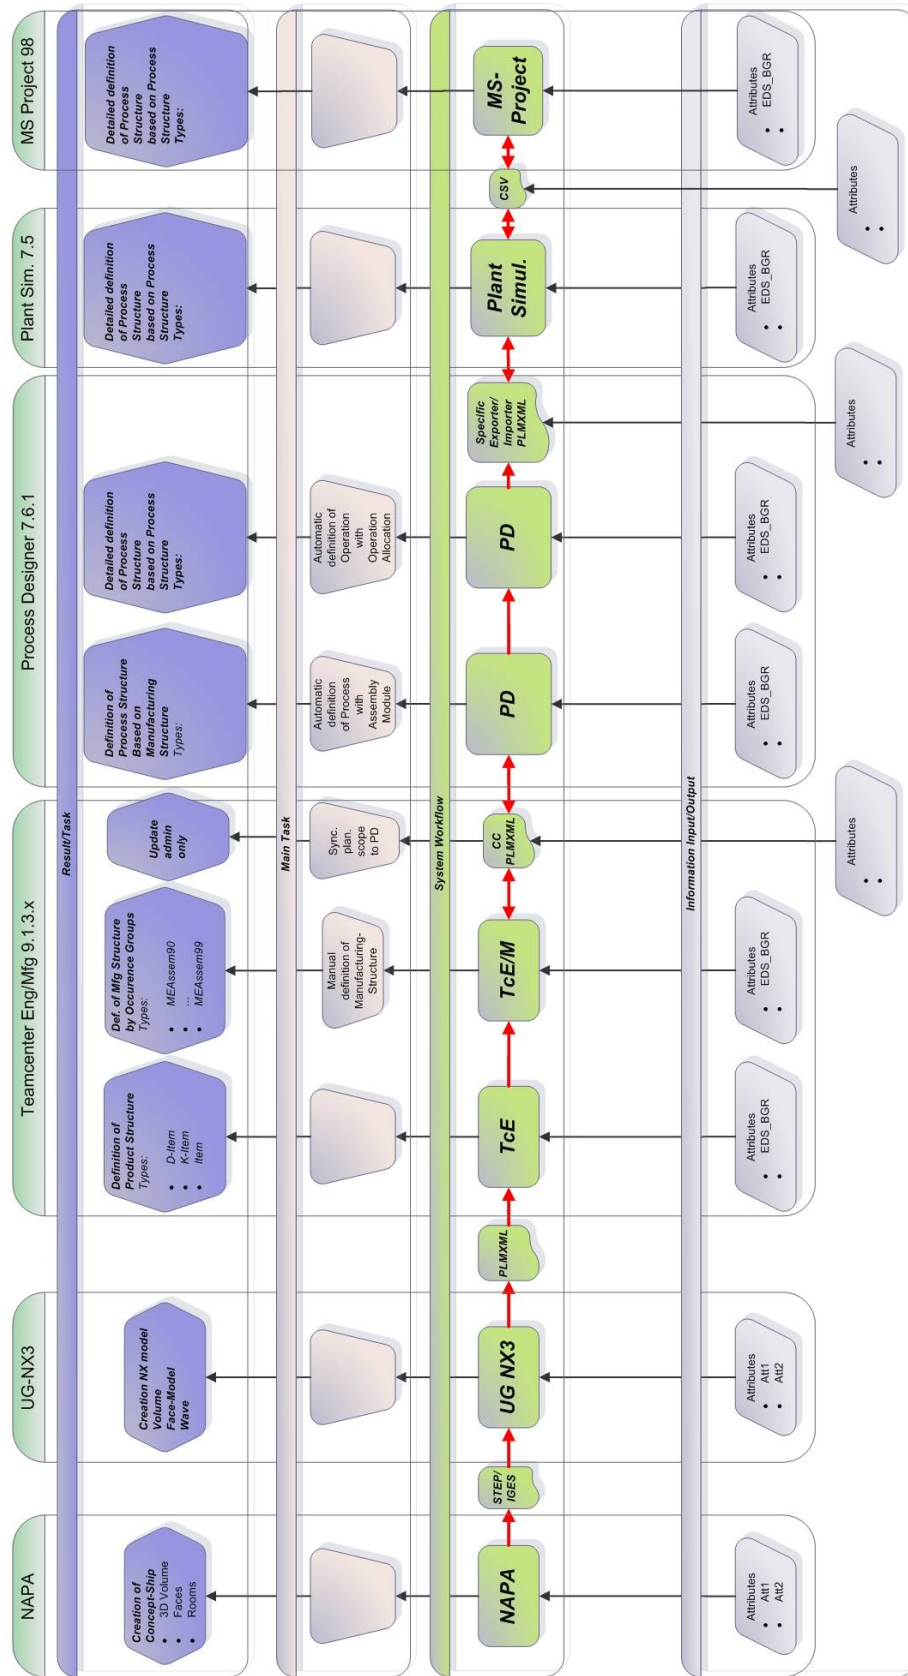 NAPA
UG-NX3
Teamcenter Eng/Mfg 9.1.3.x
Process Designer 7.6.1
Plant Sim. 7.5
MS Project 98
Result/Task
Creation of
Concept-Ship
• 3D Volume
• Faces
• Rooms
Creation NX model
Volume
Face-Model
Wave
Definition of
Product Structure
Types:
• D-Item
• K-Item
• Item
Def. of Mfg Structure
by Occurence Groups
Types:
• MEAssem90
• ...
• MEAssem99
Update
admin
only
Definition of
Process Structure
Based on
Manufacturing
Structure
Types:
Detailed definition
of Process
Structure
based on Process
Structure
Types:
Detailed definition
of Process
Structure
based on Process
Structure
Types:
Detailed definition
of Process
Structure
based on Process
Structure
Types:
Main Task
Manual
definition of
Manufacturing-
Structure
Sync.
plan.
scope
to PD
Automatic
definition
of Process
with
Assembly
Module
Automatic
definition of
Operation
with
Operation
Allocation
System Workflow
NAPA
STEP/
IGES
UG NX3
PLMXML
TcE
TcE/M
CC
PLMXML
PD
PD
Specific
Exporter/
Importer
PLMXML
Plant
Simul.
CSV
MS-
Project
Information Input/Output
Attributes
• Att1
• Att2
Attributes
• Att1
• Att2
Attributes
• EDS_BGR
•
Attributes
• EDS_BGR
•
Attributes
•
•
Attributes
• EDS_BGR
•
Attributes
• EDS_BGR
•
Attributes
•
•
Attributes
• EDS_BGR
•
Attributes
•
•
Attributes
• EDS_BGR
•